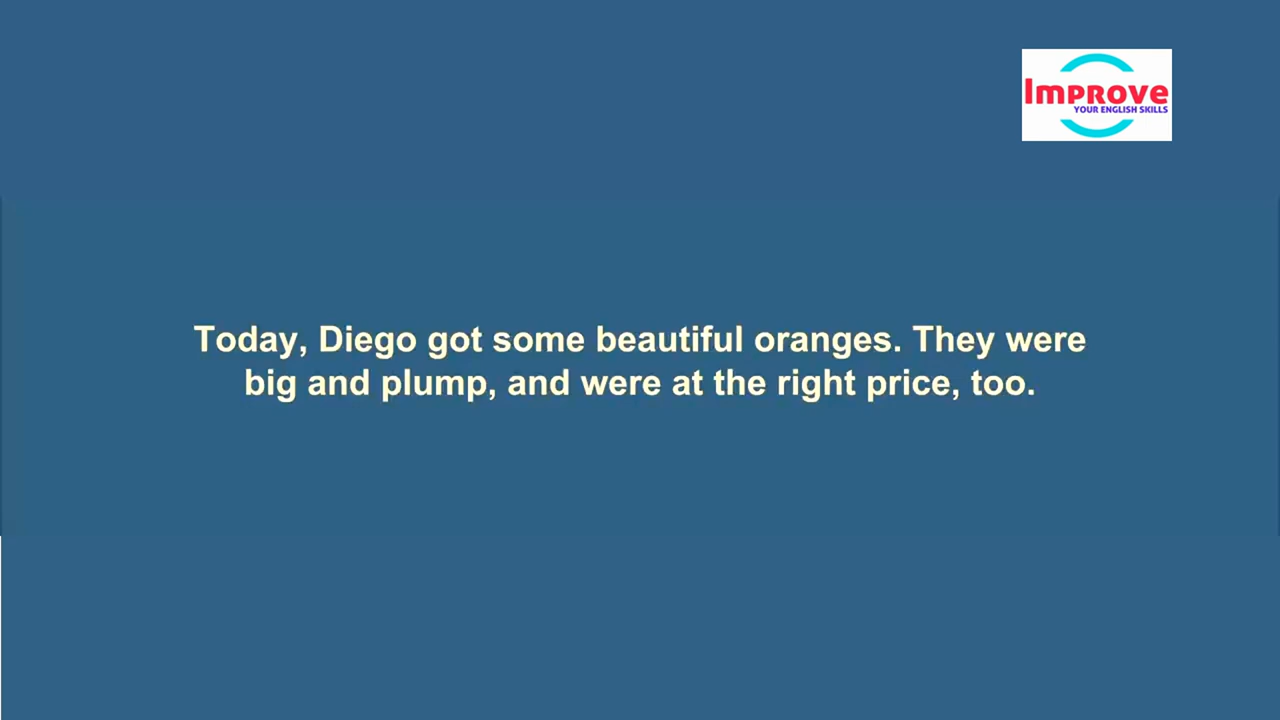 Improve
YOUR ENGLISH SKILLS
Today, Diego got some beautiful oranges. They were
big and plump, and were at the right price, too.